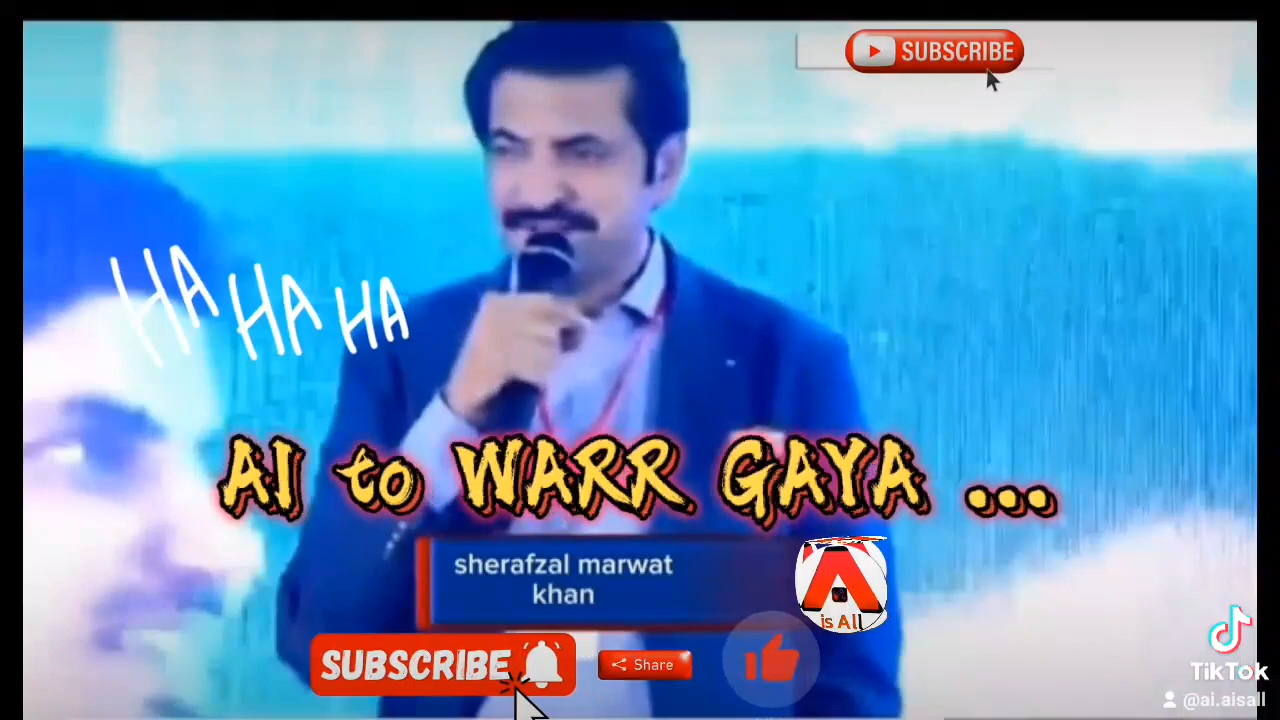 SUBSCRIBE
HA HA HA
AI to WARR GAYA ...
sherafzal marwat
khan
A
is All
SUBSCRIBE
Share
TikTok
@ai.aisall